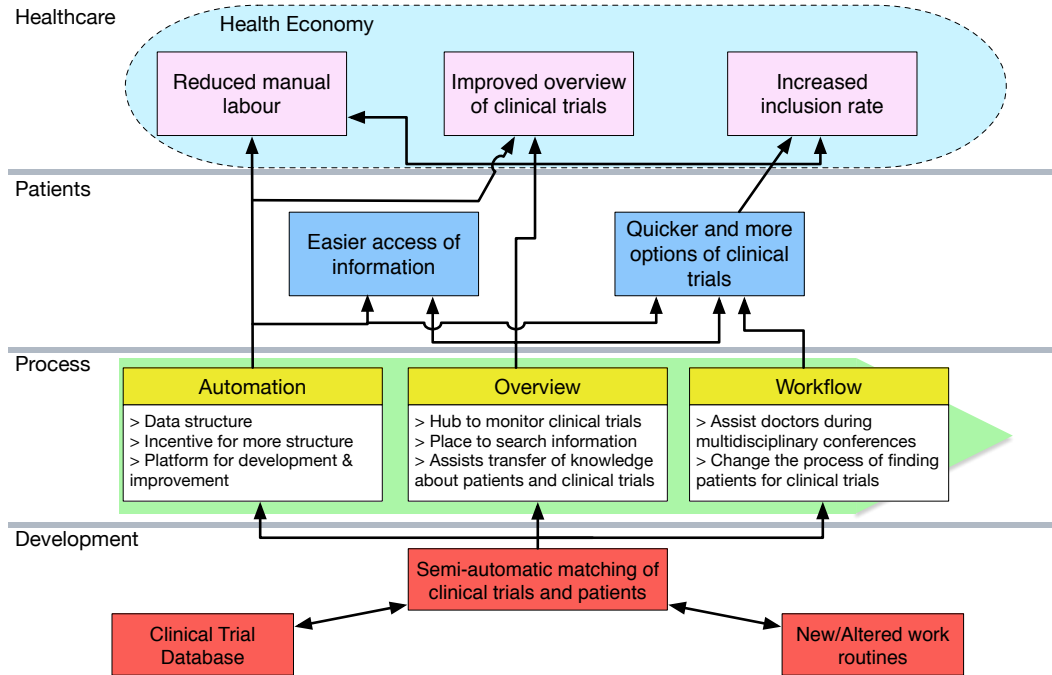 Healthcare
Health Economy
Reduced manual
labour
Improved overview
of clinical trials
Increased
inclusion rate
Patients
Easier access of
information
Quicker and more
options of clinical
trials
Process
Automation
> Data structure
> Incentive for more structure
> Platform for development &
improvement
Overview
> Hub to monitor clinical trials
> Place to search information
> Assists transfer of knowledge
about patients and clinical trials
Workflow
> Assist doctors during
multidisciplinary conferences
> Change the process of finding
patients for clinical trials
Development
Semi-automatic matching of
clinical trials and patients
Clinical Trial
Database
New/Altered work
routines